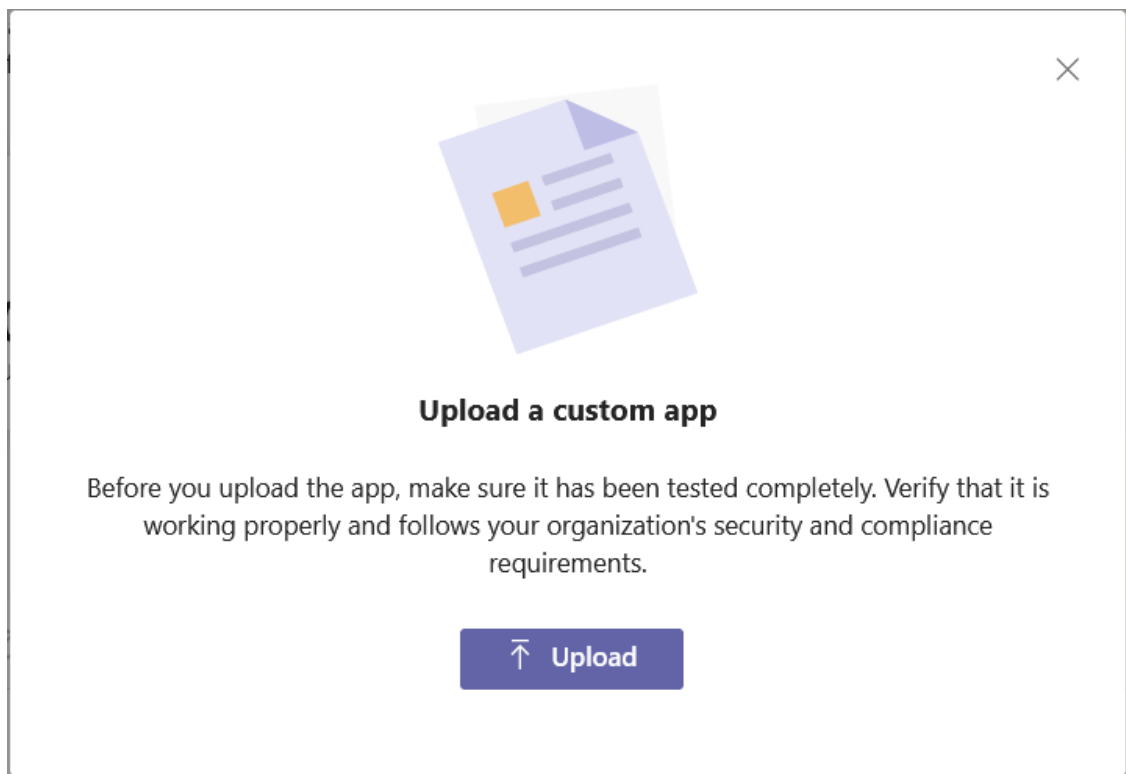 Upload a custom app
Before you upload the app, make sure it has been tested completely. Verify that it is
working properly and follows your organization's security and compliance
requirements.
Upload